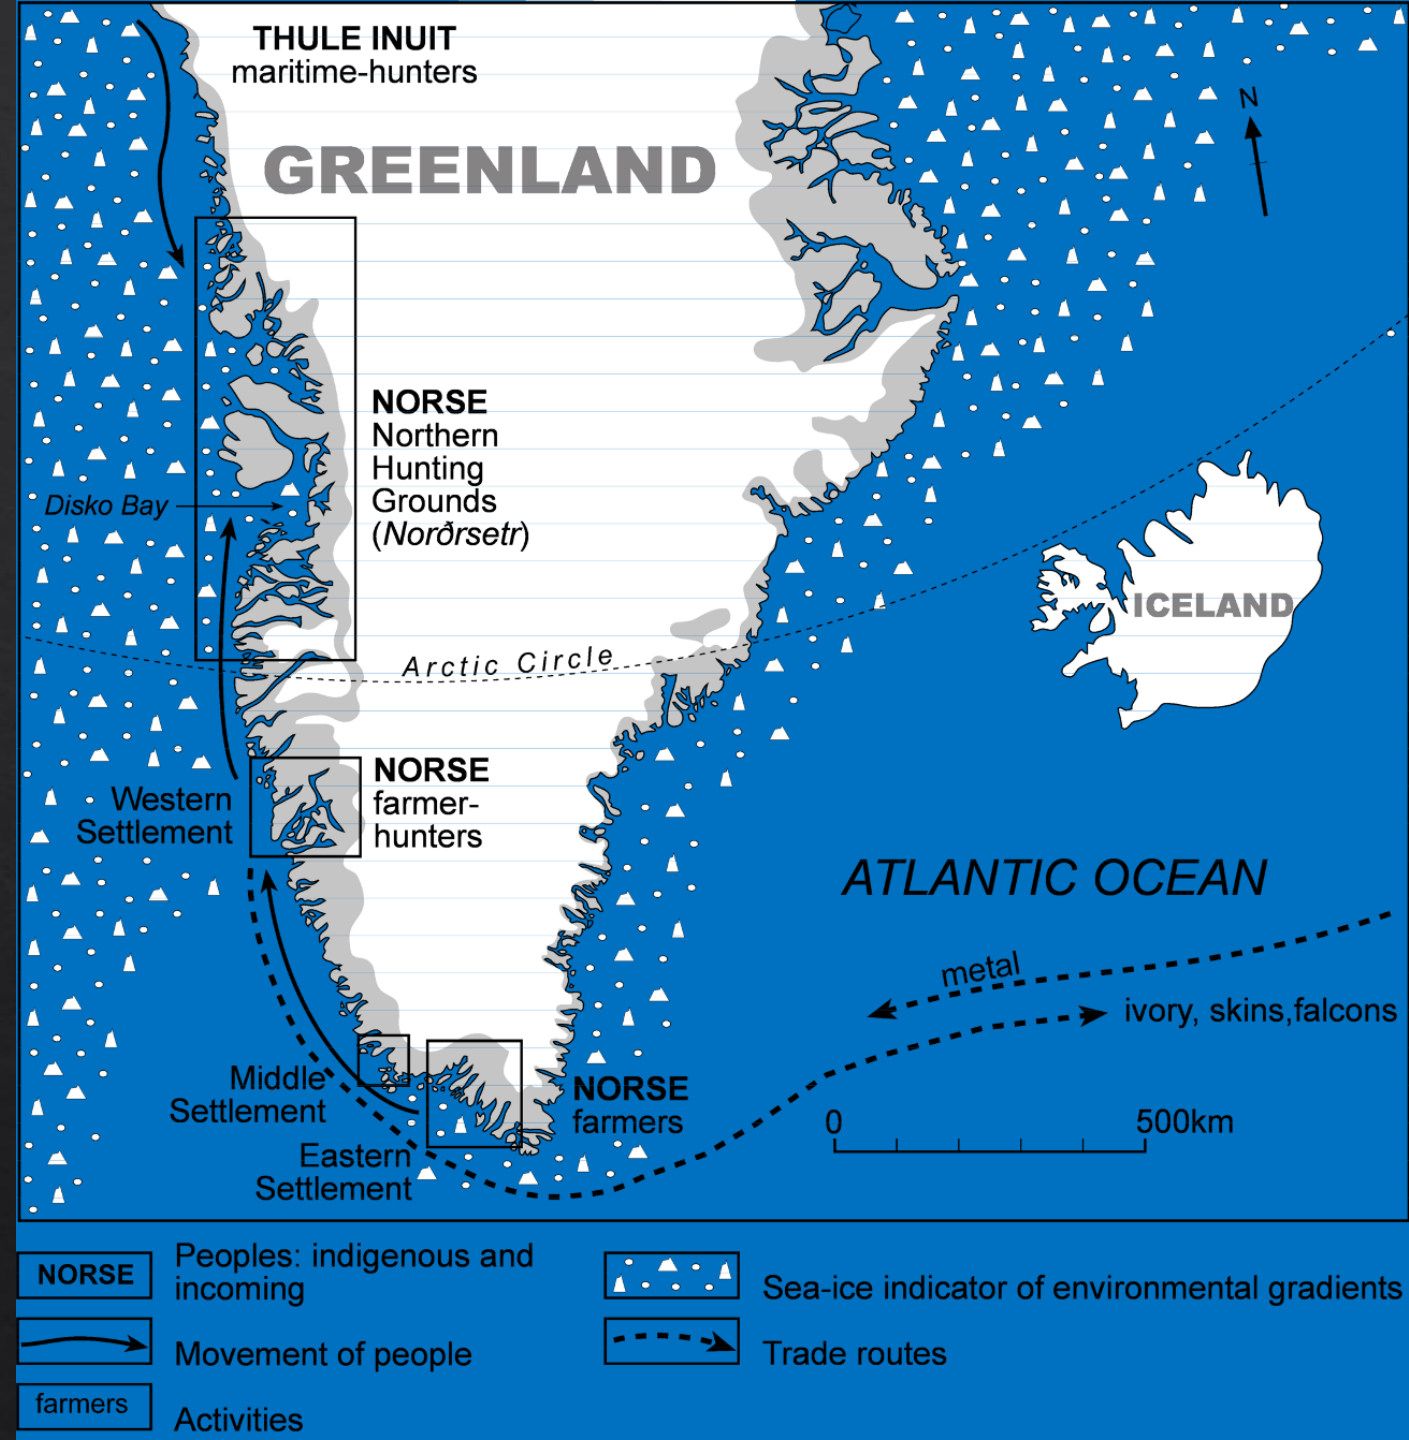 THULE INUIT
maritime-hunters
GREENLAND
N
NORSE
Northern
Hunting
Grounds
(Norðrsetr)
Disko Bay
ICELAND
Arctic Circle
NORSE
farmer-
hunters
Western
Settlement
ATLANTIC OCEAN
metal
ivory, skins,falcons
Middle
Settlement
NORSE
farmers
0 500km
Eastern
Settlement
NORSE
Peoples: indigenous and
incoming
Sea-ice indicator of environmental gradients
Movement of people
Trade routes
farmers
Activities